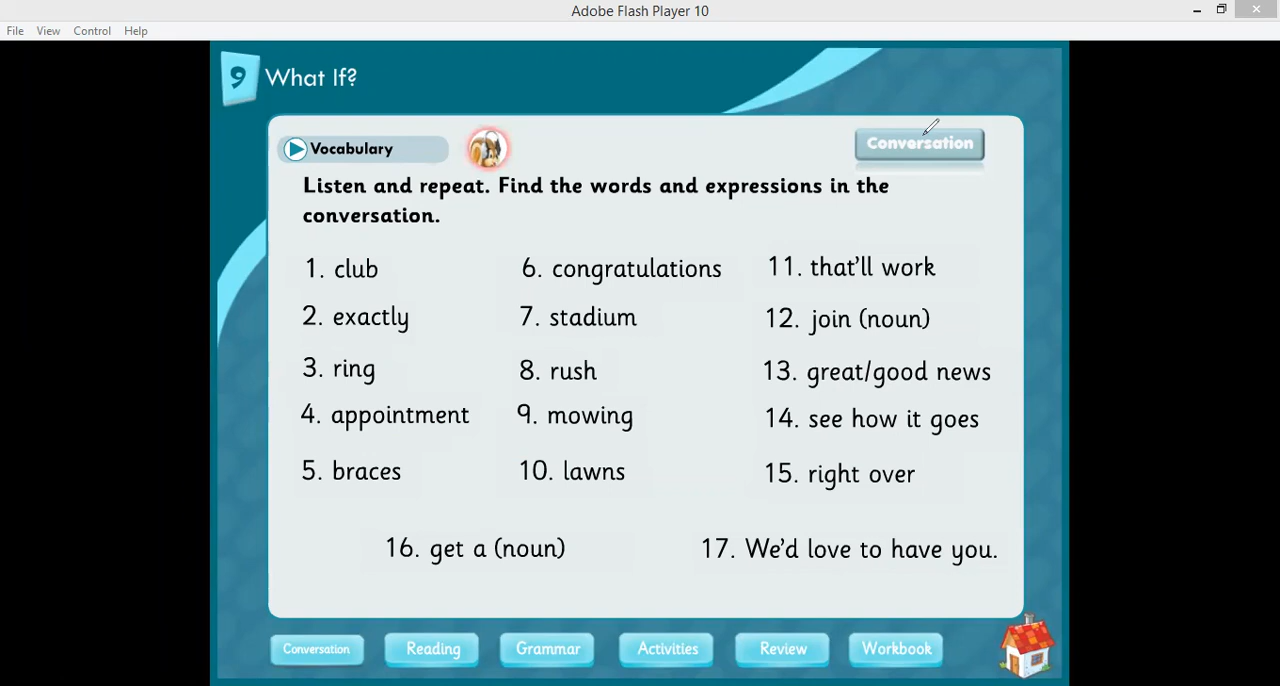 Adobe Flash Player 10
File View Control Help
9 What If?
Vocabulary
Conversation
Listen and repeat. Find the words and expressions in the
conversation.
1. club
2. exactly
3. ring
4. appointment
5. braces
6. congratulations
7. stadium
8. rush
9. mowing
10. lawns
11. that'll work
12. join (noun)
13. great/good news
14. see how it goes
15. right over
16. get a (noun)
17. We'd love to have you.
Conversation Reading Grammar Activities Review Workbook